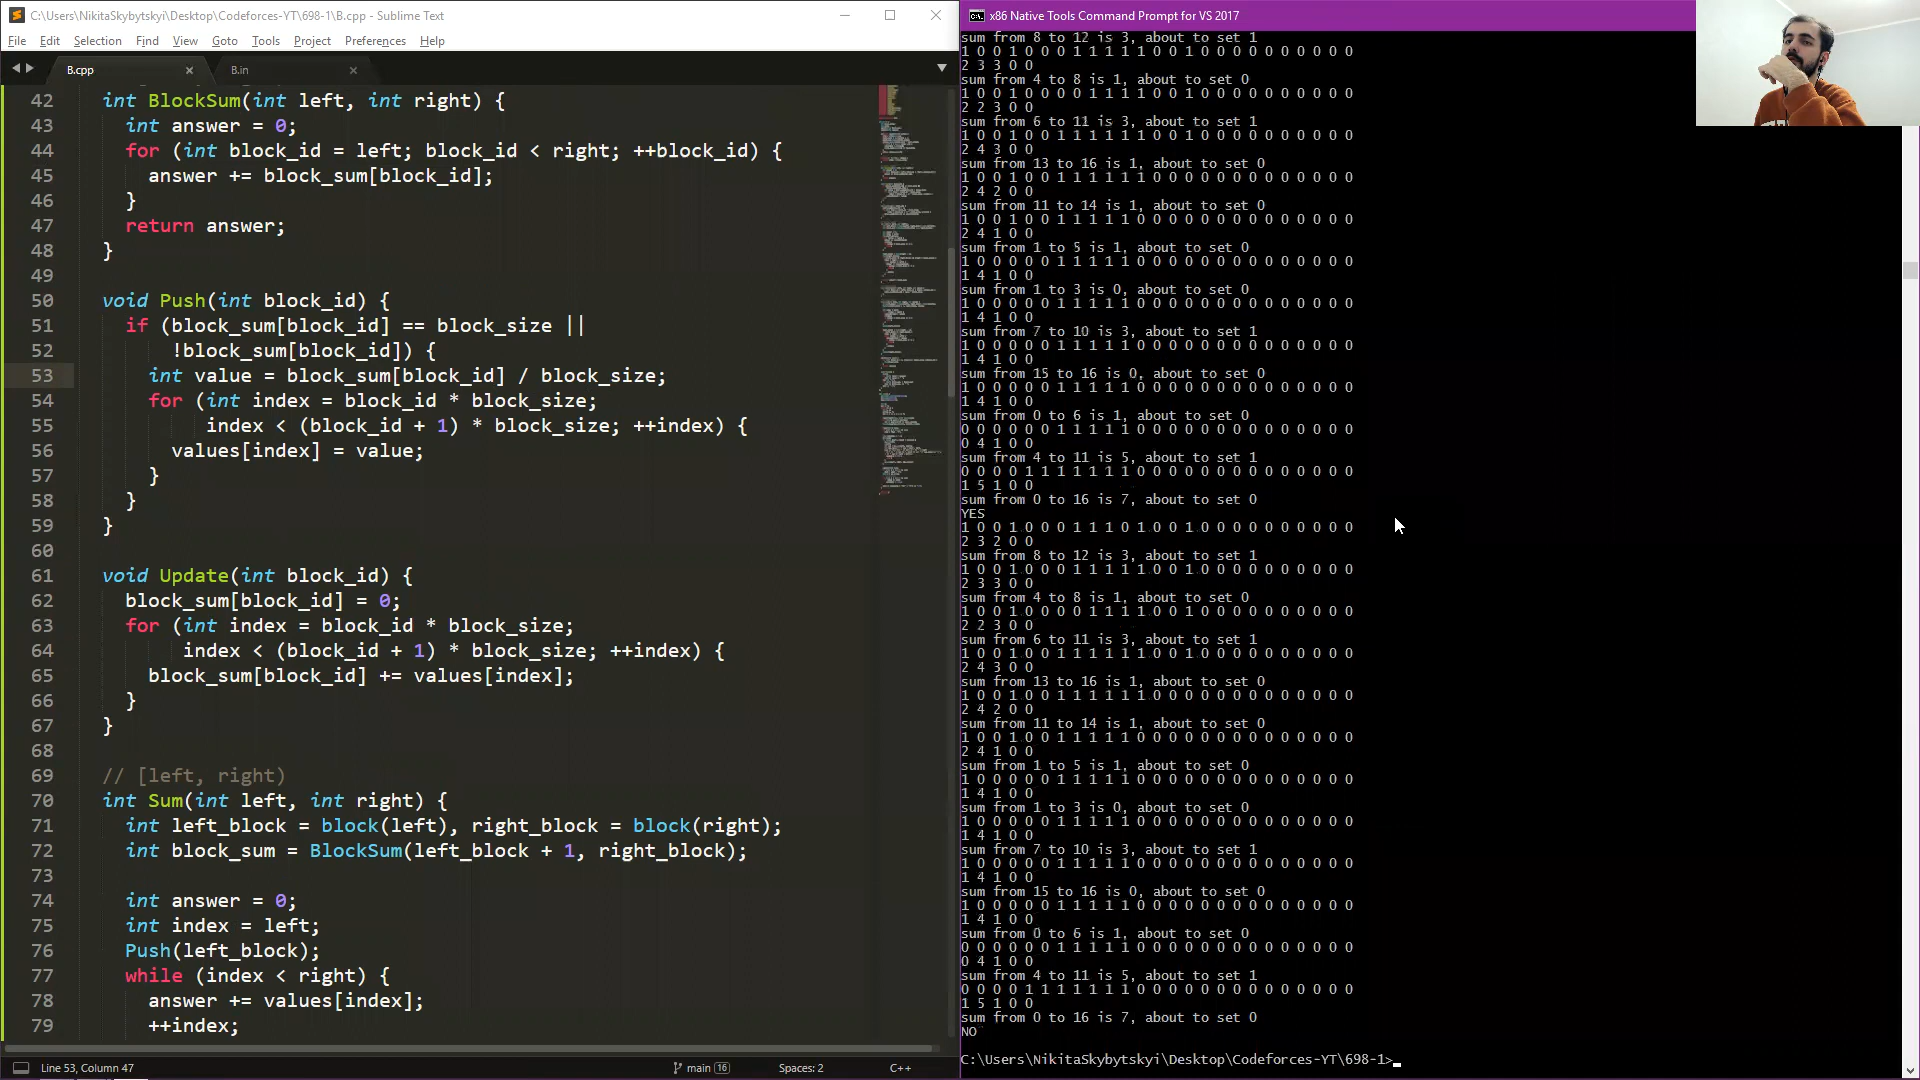 C:\Users\NikitaSkybytskyi\Desktop\Codeforces-YT\698-1\B.cpp - Sublime Text
File Edit Selection Find View Goto Tools Project Preferences Help
B.cpp
B.in
42 int BlockSum(int left, int right) {
43 int answer = 0;
44 for (int block_id = left; block_id < right; ++block_id) {
45 answer += block_sum[block_id];
46 }
47 return answer;
48 }
49
50 void Push(int block_id) {
51 if (block_sum[block_id] == block_size ||
52 !block_sum[block_id]) {
53 int value = block_sum[block_id] / block_size;
54 for (int index = block_id * block_size;
55 index < (block_id + 1) * block_size; ++index) {
56 values[index] = value;
57 }
58 }
59 }
60
61 void Update(int block_id) {
62 block_sum[block_id] = 0;
63 for (int index = block_id * block_size;
64 index < (block_id + 1) * block_size; ++index) {
65 block_sum[block_id] += values[index];
66 }
67 }
68
69 // [left, right)
70 int Sum(int left, int right) {
71 int left_block = block(left), right_block = block(right);
72 int block_sum = BlockSum(left_block + 1, right_block);
73
74 int answer = 0;
75 int index = left;
76 Push(left_block);
77 while (index < right) {
78 answer += values[index];
79 ++index;
Line 53, Column 47
main 16
Spaces: 2
C++
x86 Native Tools Command Prompt for VS 2017
sum from 8 to 12 is 3, about to set 1
1 0 0 1 0 0 0 1 1 1 1 1 0 0 1 0 0 0 0 0 0 0 0 0 0
2 3 3 0 0
sum from 4 to 8 is 1, about to set 0
1 0 0 1 0 0 0 1 1 1 1 1 0 0 1 0 0 0 0 0 0 0 0 0 0
2 2 3 0 0
sum from 6 to 11 is 3, about to set 1
1 0 0 1 0 0 1 1 1 1 1 1 0 0 1 0 0 0 0 0 0 0 0 0 0
2 4 3 0 0
sum from 13 to 16 is 1, about to set 0
1 0 0 1 0 0 1 1 1 1 1 1 0 0 0 0 0 0 0 0 0 0 0 0 0
2 4 2 0 0
sum from 11 to 14 is 1, about to set 0
1 0 0 1 0 0 1 1 1 1 1 0 0 0 0 0 0 0 0 0 0 0 0 0 0
2 4 1 0 0
sum from 1 to 5 is 1, about to set 0
1 0 0 0 0 0 1 1 1 1 1 0 0 0 0 0 0 0 0 0 0 0 0 0 0
1 4 1 0 0
sum from 1 to 3 is 0, about to set 0
1 0 0 0 0 0 1 1 1 1 1 0 0 0 0 0 0 0 0 0 0 0 0 0 0
1 4 1 0 0
sum from 7 to 10 is 3, about to set 1
1 0 0 0 0 0 1 1 1 1 1 0 0 0 0 0 0 0 0 0 0 0 0 0 0
1 4 1 0 0
sum from 15 to 16 is 0, about to set 0
1 0 0 0 0 0 1 1 1 1 1 0 0 0 0 0 0 0 0 0 0 0 0 0 0
1 4 1 0 0
sum from 0 to 6 is 1, about to set 0
0 0 0 0 0 0 1 1 1 1 1 0 0 0 0 0 0 0 0 0 0 0 0 0 0
0 4 1 0 0
sum from 4 to 11 is 5, about to set 1
0 0 0 0 1 1 1 1 1 1 1 0 0 0 0 0 0 0 0 0 0 0 0 0 0
1 5 1 0 0
sum from 0 to 16 is 7, about to set 0
YES
1 0 0 1 0 0 0 1 1 1 0 1 0 0 1 0 0 0 0 0 0 0 0 0 0
2 3 2 0 0
sum from 8 to 12 is 3, about to set 1
1 0 0 1 0 0 0 1 1 1 1 1 0 0 1 0 0 0 0 0 0 0 0 0 0
2 3 3 0 0
sum from 4 to 8 is 1, about to set 0
1 0 0 1 0 0 0 1 1 1 1 1 0 0 1 0 0 0 0 0 0 0 0 0 0
2 2 3 0 0
sum from 6 to 11 is 3, about to set 1
1 0 0 1 0 0 1 1 1 1 1 1 0 0 1 0 0 0 0 0 0 0 0 0 0
2 4 3 0 0
sum from 13 to 16 is 1, about to set 0
1 0 0 1 0 0 1 1 1 1 1 1 0 0 0 0 0 0 0 0 0 0 0 0 0
2 4 2 0 0
sum from 11 to 14 is 1, about to set 0
1 0 0 1 0 0 1 1 1 1 1 0 0 0 0 0 0 0 0 0 0 0 0 0 0
2 4 1 0 0
sum from 1 to 5 is 1, about to set 0
1 0 0 0 0 0 1 1 1 1 1 0 0 0 0 0 0 0 0 0 0 0 0 0 0
1 4 1 0 0
sum from 1 to 3 is 0, about to set 0
1 0 0 0 0 0 1 1 1 1 1 0 0 0 0 0 0 0 0 0 0 0 0 0 0
1 4 1 0 0
sum from 7 to 10 is 3, about to set 1
1 0 0 0 0 0 1 1 1 1 1 0 0 0 0 0 0 0 0 0 0 0 0 0 0
1 4 1 0 0
sum from 15 to 16 is 0, about to set 0
1 0 0 0 0 0 1 1 1 1 1 0 0 0 0 0 0 0 0 0 0 0 0 0 0
1 4 1 0 0
sum from 0 to 6 is 1, about to set 0
0 0 0 0 0 0 1 1 1 1 1 0 0 0 0 0 0 0 0 0 0 0 0 0 0
0 4 1 0 0
sum from 4 to 11 is 5, about to set 1
0 0 0 0 1 1 1 1 1 1 1 0 0 0 0 0 0 0 0 0 0 0 0 0 0
1 5 1 0 0
sum from 0 to 16 is 7, about to set 0
NO
C:\Users\NikitaSkybytskyi\Desktop\Codeforces-YT\698-1>